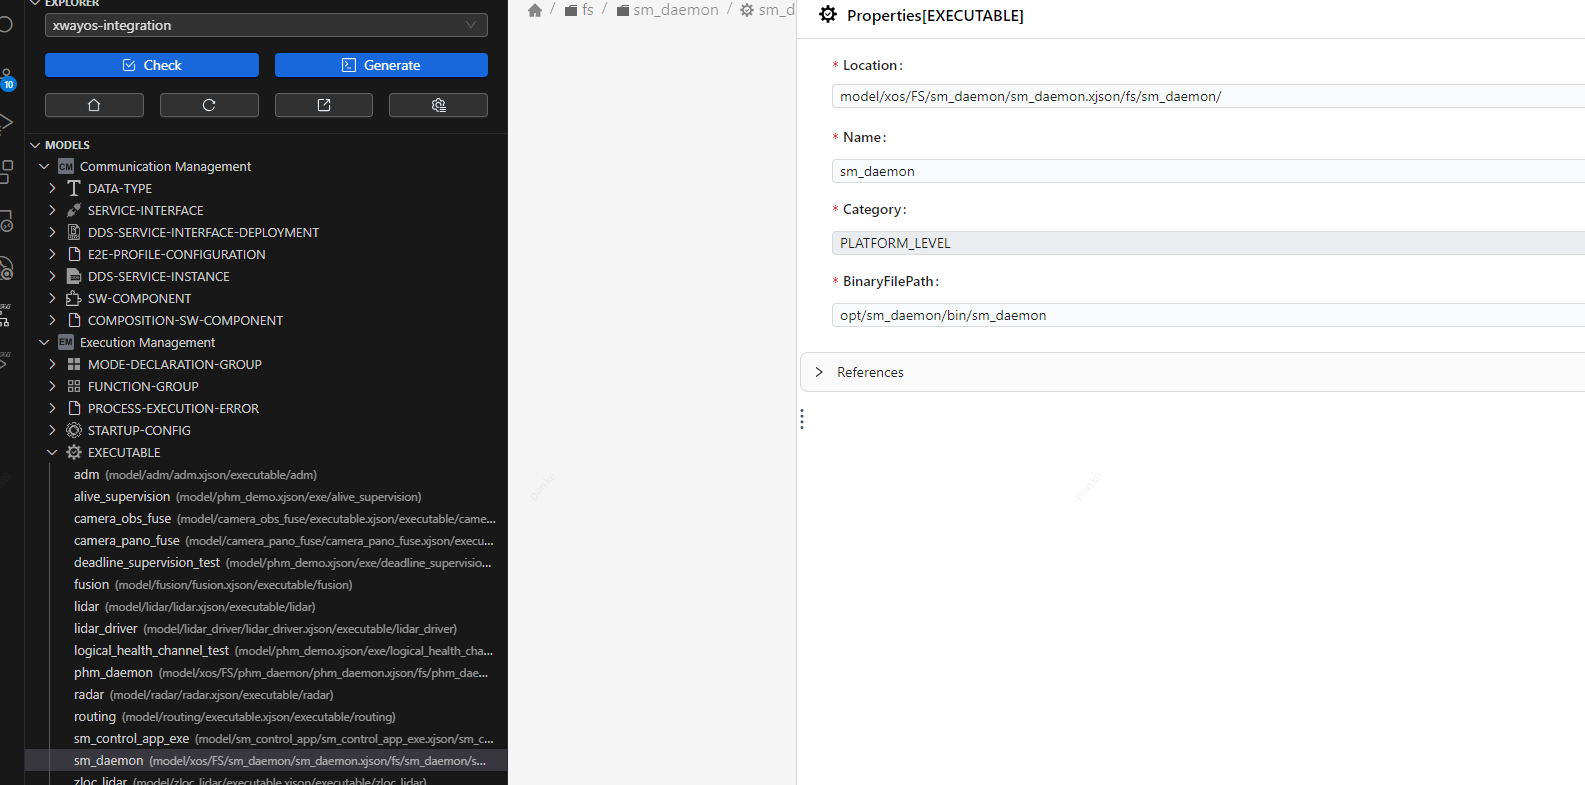 EXPLORER
xwayos-integration
Check
Generate
10
MODELS
CM Communication Management
DATA-TYPE
SERVICE-INTERFACE
DDS-SERVICE-INTERFACE-DEPLOYMENT
E2E-PROFILE-CONFIGURATION
DDS-SERVICE-INSTANCE
SW-COMPONENT
COMPOSITION-SW-COMPONENT
EM Execution Management
MODE-DECLARATION-GROUP
FUNCTION-GROUP
PROCESS-EXECUTION-ERROR
STARTUP-CONFIG
EXECUTABLE
adm (model/adm/adm.xjson/executable/adm)
alive_supervision (model/phm_demo.xjson/exe/alive_supervision)
camera_obs_fuse (model/camera_obs_fuse/executable.xjson/executable/came...
camera_pano_fuse (model/camera_pano_fuse/camera_pano_fuse.xjson/execu...
deadline_supervision_test (model/phm_demo.xjson/exe/deadline_supervisio...
fusion (model/fusion/fusion.xjson/executable/fusion)
lidar (model/lidar/lidar.xjson/executable/lidar)
lidar_driver (model/lidar_driver/lidar_driver.xjson/executable/lidar_driver)
logical_health_channel_test (model/phm_demo.xjson/exe/logical_health_cha...
phm_daemon (model/xos/FS/phm_daemon/phm_daemon.xjson/fs/phm_dae...
radar (model/radar/radar.xjson/executable/radar)
routing (model/routing/executable.xjson/executable/routing)
sm_control_app_exe (model/sm_control_app/sm_control_app_exe.xjson/sm_c...
sm_daemon (model/xos/FS/sm_daemon/sm_daemon.xjson/fs/sm_daemon/s...
zloc_lidar (model/zloc_lidar/executable.xjson/executable/zloc_lidar)
/ fs / sm_daemon / sm_d
Properties[EXECUTABLE]
* Location:
model/xos/FS/sm_daemon/sm_daemon.xjson/fs/sm_daemon/
* Name:
sm_daemon
* Category:
PLATFORM_LEVEL
* BinaryFilePath:
opt/sm_daemon/bin/sm_daemon
References